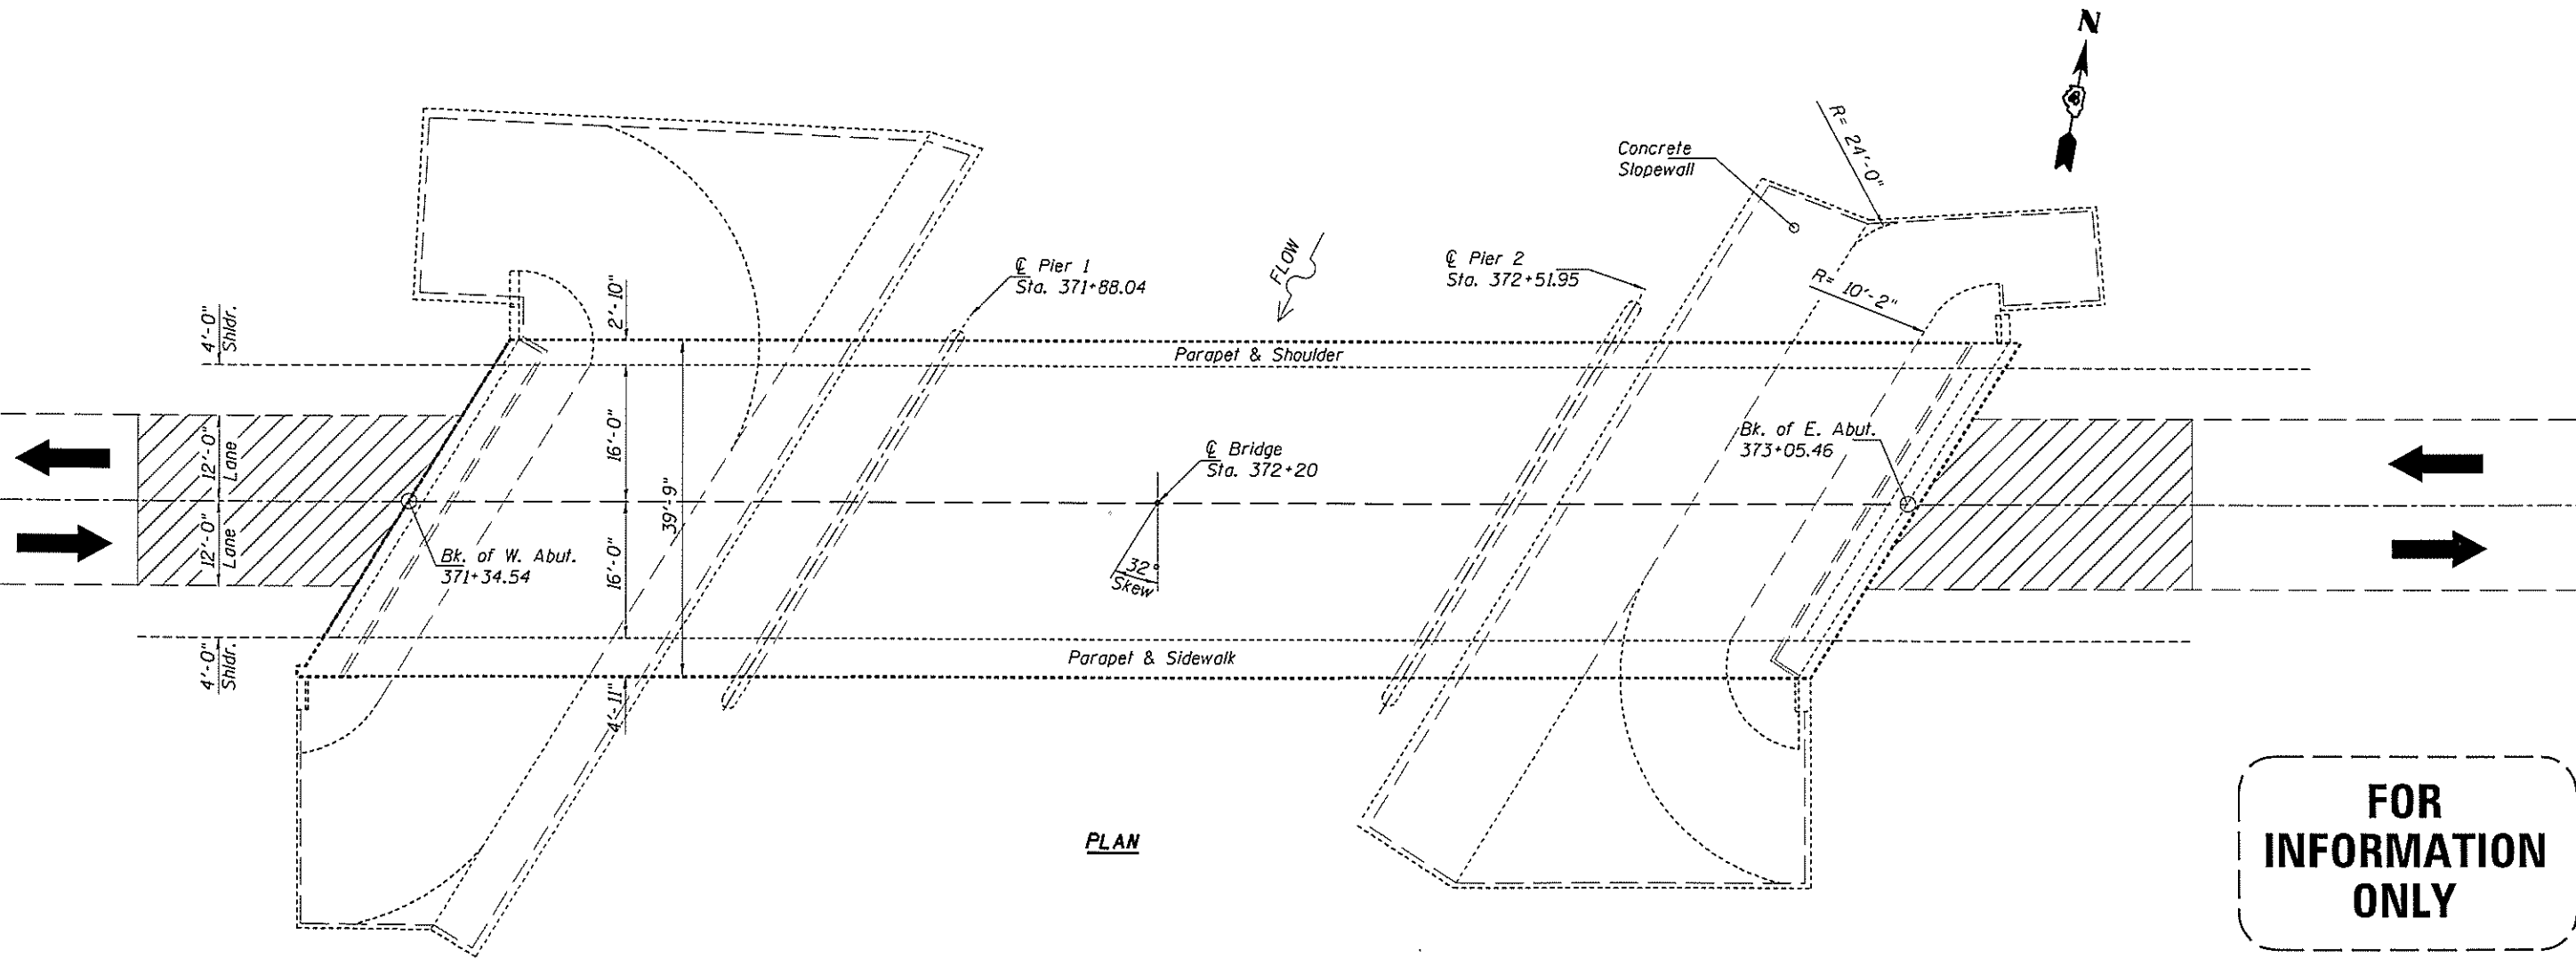 N
R= 24'-0"
Concrete
Slopewall
FLOW
℄ Pier 1
Sta. 371+88.04
℄ Pier 2
Sta. 372+51.95
R= 10'-2"
2'-10"
4'-0"
Shldr.
Parapet & Shoulder
12'-0"
Lane
16'-0"
39'-9"
℄ Bridge
Sta. 372+20
Bk. of E. Abut.
373+05.46
12'-0"
Lane
Bk. of W. Abut.
371+34.54
16'-0"
32°
Skew
4'-0"
Shldr.
Parapet & Sidewalk
4'-11"
PLAN
FOR
INFORMATION
ONLY